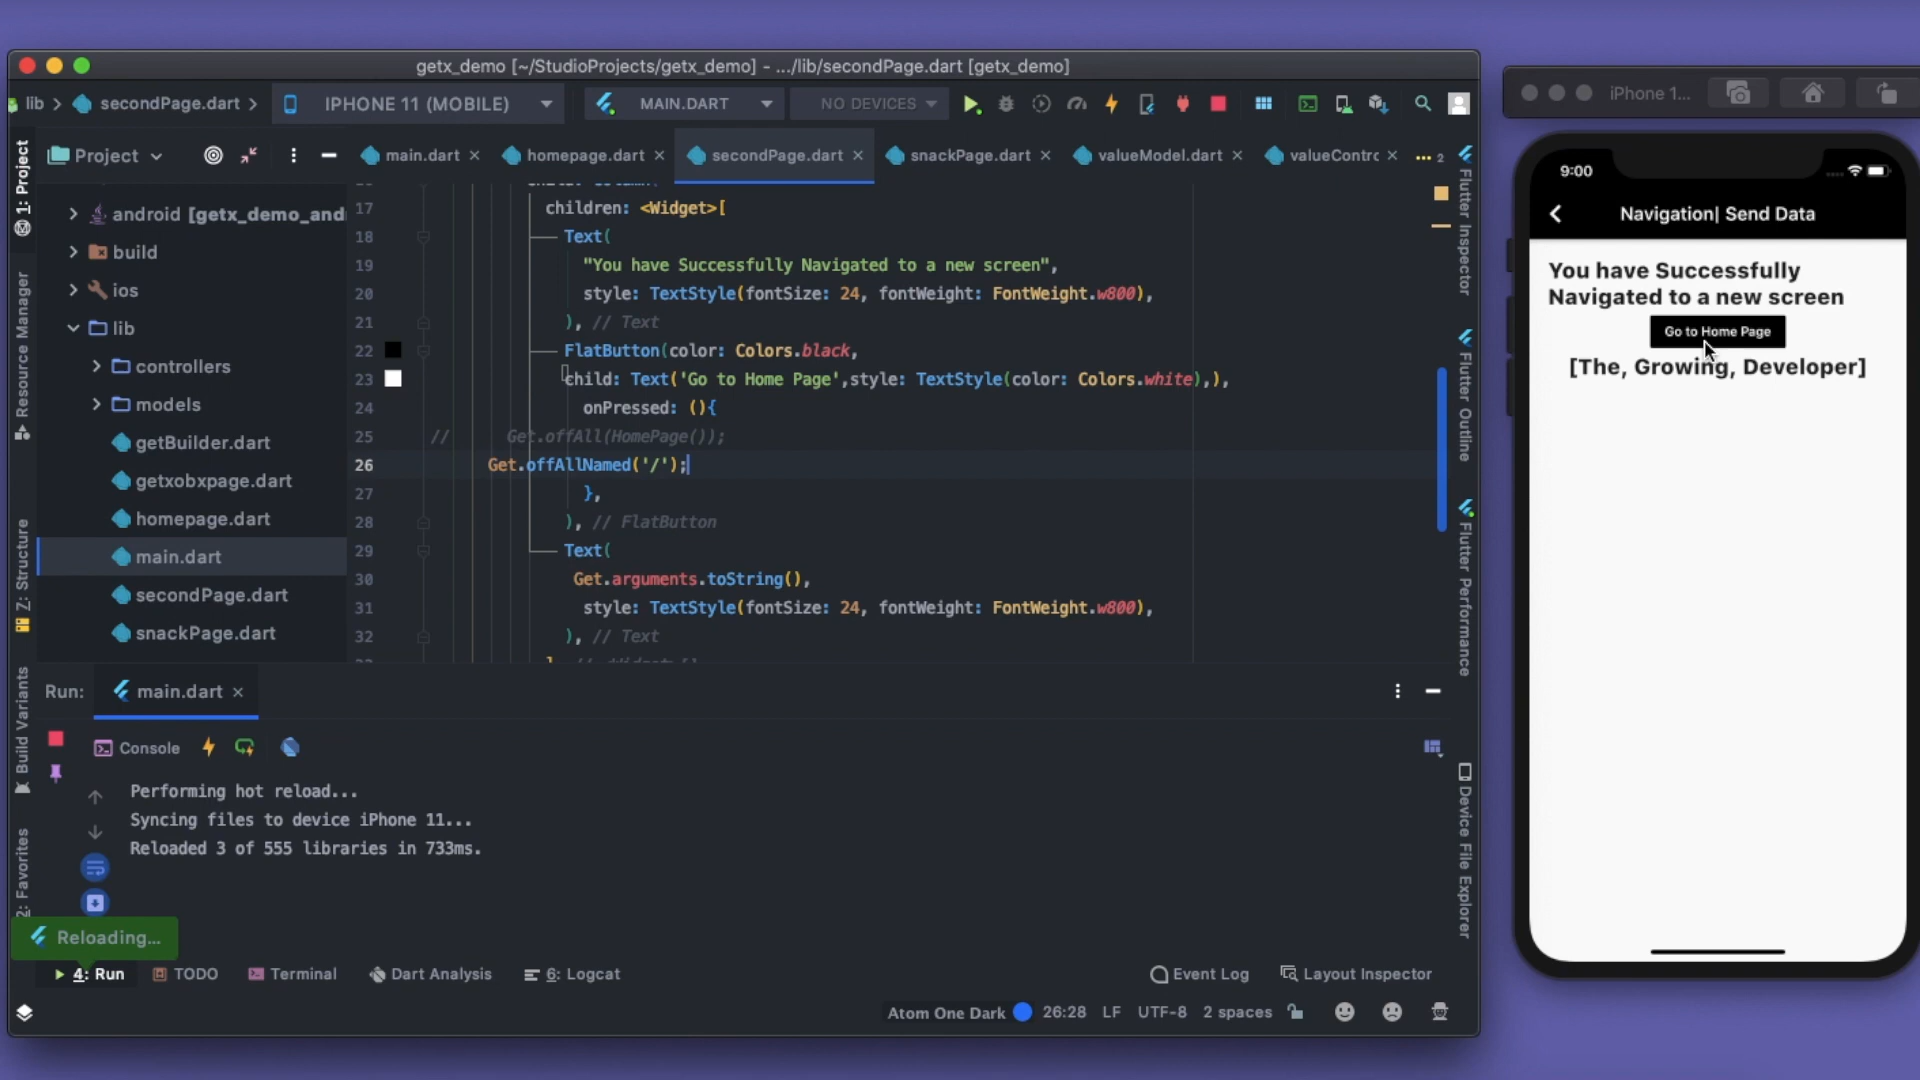 getx_demo [~/StudioProjects/getx_demo] - .../lib/secondPage.dart [getx_demo]
lib > secondPage.dart >
IPHONE 11 (MOBILE)
MAIN.DART
NO DEVICES
1: Project
Resource Manager
Z: Structure
Build Variants
2: Favorites
Project
main.dart
homepage.dart
secondPage.dart
snackPage.dart
valueModel.dart
valueContrc
2
android [getx_demo_and
build
ios
lib
controllers
models
getBuilder.dart
getxobxpage.dart
homepage.dart
main.dart
secondPage.dart
snackPage.dart
17 children: <Widget>[
18 Text(
19 "You have Successfully Navigated to a new screen",
20 style: TextStyle(fontSize: 24, fontWeight: FontWeight.w800),
21 ), // Text
22 FlatButton(color: Colors.black,
23 child: Text('Go to Home Page',style: TextStyle(color: Colors.white),),
24 onPressed: (){
25 // Get.offAll(HomePage());
26 Get.offAllNamed('/');
27 },
28 ), // FlatButton
29 Text(
30 Get.arguments.toString(),
31 style: TextStyle(fontSize: 24, fontWeight: FontWeight.w800),
32 ), // Text
Flutter Inspector
Flutter Outline
Flutter Performance
Device File Explorer
Run:
main.dart
Console
Performing hot reload...
Syncing files to device iPhone 11...
Reloaded 3 of 555 libraries in 733ms.
Reloading...
4: Run
TODO
Terminal
Dart Analysis
6: Logcat
Event Log
Layout Inspector
Atom One Dark
26:28
LF
UTF-8
2 spaces
iPhone 1...
9:00
Navigation| Send Data
You have Successfully
Navigated to a new screen
Go to Home Page
[The, Growing, Developer]